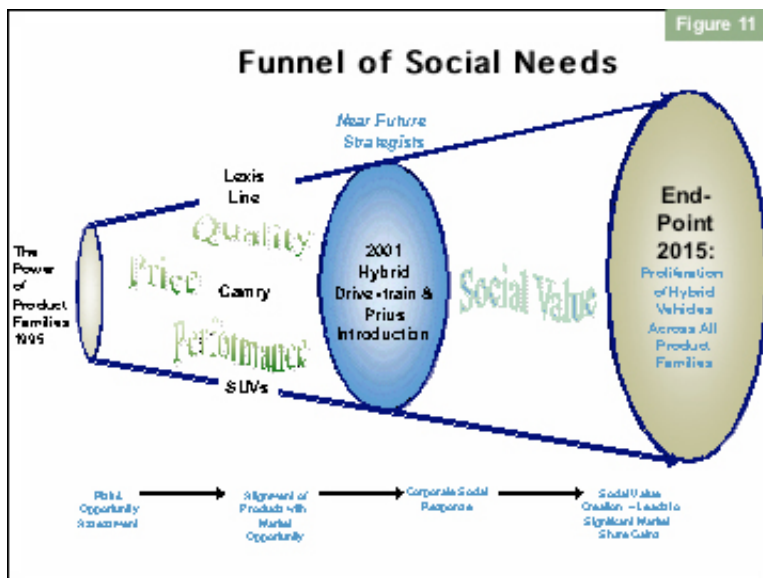 Figure 11
Funnel of Social Needs
Near Future
Strategists
Lexis
Line
Quality
Price
Camry
Performance
SUVs
The
Power
of
Product
Families
1995
2001
Hybrid
Drive-train &
Prius
Introduction
Social Value
End-
Point
2015:
Proliferation
of Hybrid
Vehicles
Across All
Product
Families
Risk &
Opportunity
Assessment
Alignment of
Products with
Market
Opportunity
Corporate Social
Response
Social Value
Creation – Leads to
Significant Market
Share Gains